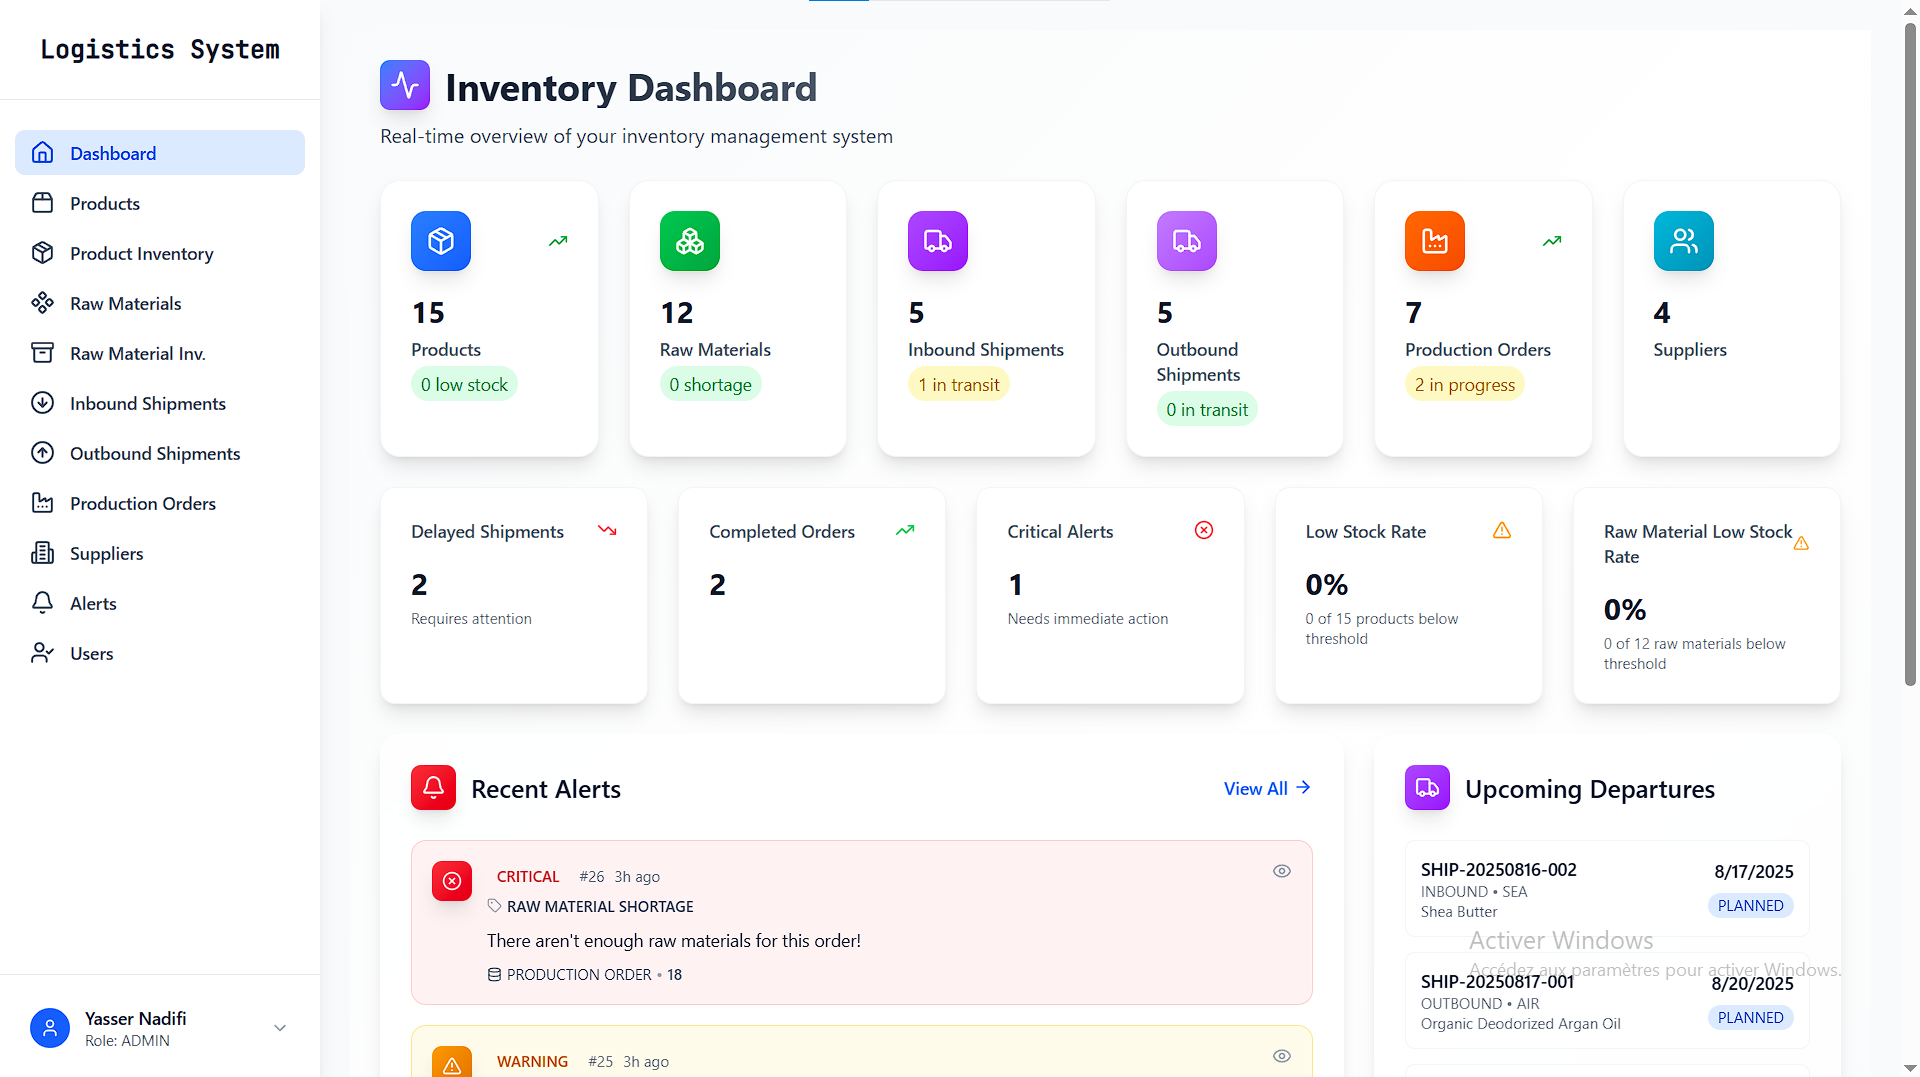 Logistics System
Dashboard
Products
Product Inventory
Raw Materials
Raw Material Inv.
Inbound Shipments
Outbound Shipments
Production Orders
Suppliers
Alerts
Users
Yasser Nadifi
Role: ADMIN
Inventory Dashboard
Real-time overview of your inventory management system
15
Products
0 low stock
12
Raw Materials
0 shortage
5
Inbound Shipments
1 in transit
5
Outbound
Shipments
0 in transit
7
Production Orders
2 in progress
4
Suppliers
Delayed Shipments
2
Requires attention
Completed Orders
2
Critical Alerts
1
Needs immediate action
Low Stock Rate
0%
0 of 15 products below
threshold
Raw Material Low Stock
Rate
0%
0 of 12 raw materials below
threshold
Recent Alerts
View All
CRITICAL #26 3h ago
RAW MATERIAL SHORTAGE
There aren't enough raw materials for this order!
PRODUCTION ORDER • 18
WARNING #25 3h ago
Upcoming Departures
SHIP-20250816-002
8/17/2025
INBOUND • SEA
PLANNED
Shea Butter
Activer Windows
Accédez aux paramètres pour activer Windows.
SHIP-20250817-001
8/20/2025
OUTBOUND • AIR
PLANNED
Organic Deodorized Argan Oil